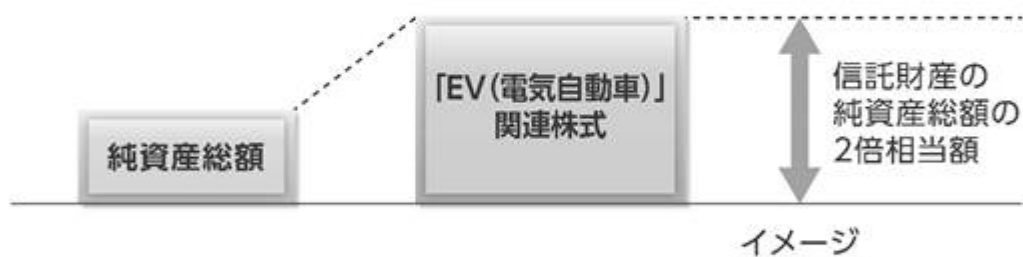 「EV(電気自動車)」
関連株式
純資産総額
信託財産の
純資産総額の
2倍相当額
イメージ